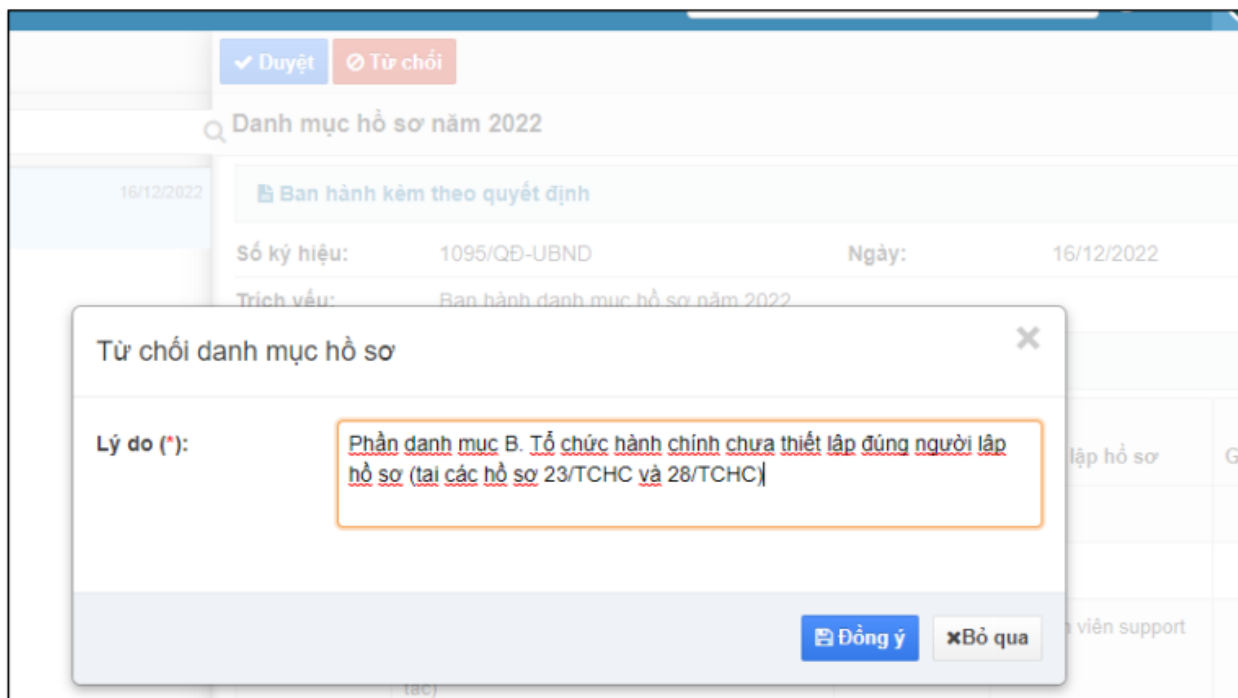 Duyệt Từ chối
Danh mục hồ sơ năm 2022
16/12/2022
Ban hành kèm theo quyết định
Số ký hiệu: 1095/QĐ-UBND Ngày: 16/12/2022
Trích yếu: Ban hành danh mục hồ sơ năm 2022
Từ chối danh mục hồ sơ
Lý do (*): Phần danh mục B. Tổ chức hành chính chưa thiết lập đúng người lập
hồ sơ (tại các hồ sơ 23/TCHC và 28/TCHC)
lập hồ sơ G
viên support
Đồng ý Bỏ qua
tác)